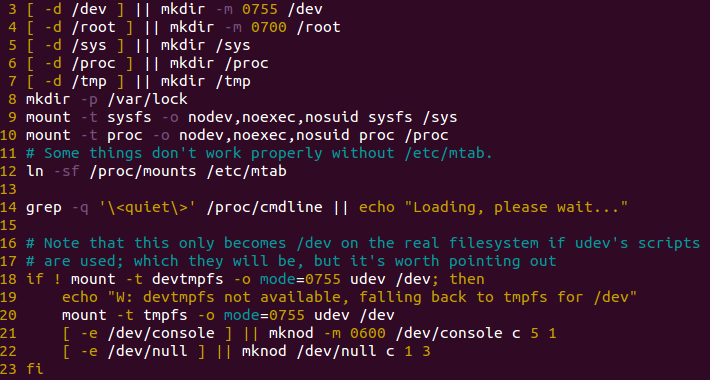 3 [ -d /dev ] || mkdir -m 0755 /dev
4 [ -d /root ] || mkdir -m 0700 /root
5 [ -d /sys ] || mkdir /sys
6 [ -d /proc ] || mkdir /proc
7 [ -d /tmp ] || mkdir /tmp
8 mkdir -p /var/lock
9 mount -t sysfs -o nodev,noexec,nosuid sysfs /sys
10 mount -t proc -o nodev,noexec,nosuid proc /proc
11 # Some things don't work properly without /etc/mtab.
12 ln -sf /proc/mounts /etc/mtab
13
14 grep -q '\<quiet\>' /proc/cmdline || echo "Loading, please wait..."
15
16 # Note that this only becomes /dev on the real filesystem if udev's scripts
17 # are used; which they will be, but it's worth pointing out
18 if ! mount -t devtmpfs -o mode=0755 udev /dev; then
19     echo "W: devtmpfs not available, falling back to tmpfs for /dev"
20     mount -t tmpfs -o mode=0755 udev /dev
21     [ -e /dev/console ] || mknod -m 0600 /dev/console c 5 1
22     [ -e /dev/null ] || mknod /dev/null c 1 3
23 fi